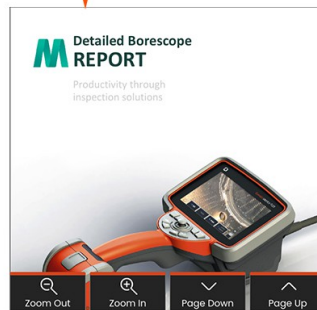 Detailed Borescope
REPORT
Productivity through
inspection solutions
Zoom Out
Zoom In
Page Down
Page Up